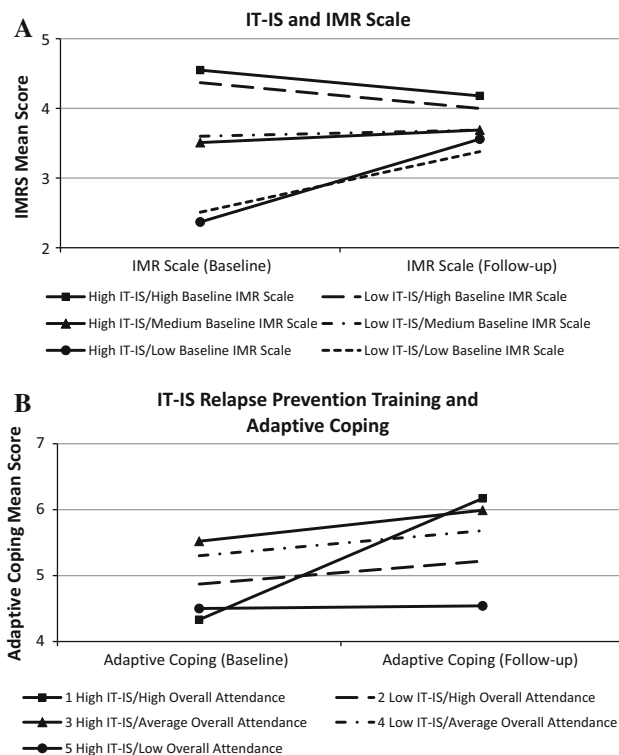 A
IT-IS and IMR Scale
5
4
3
2
IMRS Mean Score
IMR Scale (Baseline) IMR Scale (Follow-up)
High IT-IS/High Baseline IMR Scale Low IT-IS/High Baseline IMR Scale
High IT-IS/Medium Baseline IMR Scale Low IT-IS/Medium Baseline IMR Scale
High IT-IS/Low Baseline IMR Scale Low IT-IS/Low Baseline IMR Scale
B
IT-IS Relapse Prevention Training and
Adaptive Coping
7
6
5
4
Adaptive Coping Mean Score
Adaptive Coping (Baseline) Adaptive Coping (Follow-up)
1 High IT-IS/High Overall Attendance 2 Low IT-IS/High Overall Attendance
3 High IT-IS/Average Overall Attendance 4 Low IT-IS/Average Overall Attendance
5 High IT-IS/Low Overall Attendance